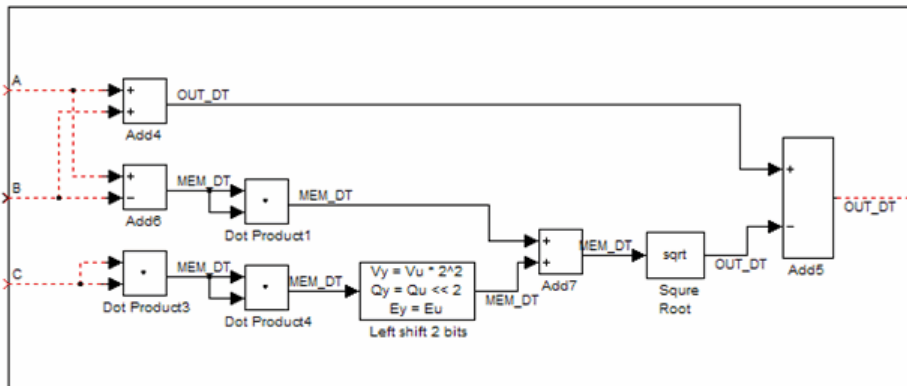 A
+
+
OUT_DT
Add4
B
+
−
MEM_DT
Add6
MEM_DT
Dot Product1
+
−
OUT_DT
Add5
C
MEM_DT
Dot Product3
MEM_DT
Dot Product4
Vy = Vu * 2^2
Qy = Qu << 2
Ey = Eu
Left shift 2 bits
MEM_DT
+
+
MEM_DT
Add7
sqrt
OUT_DT
Squre
Root